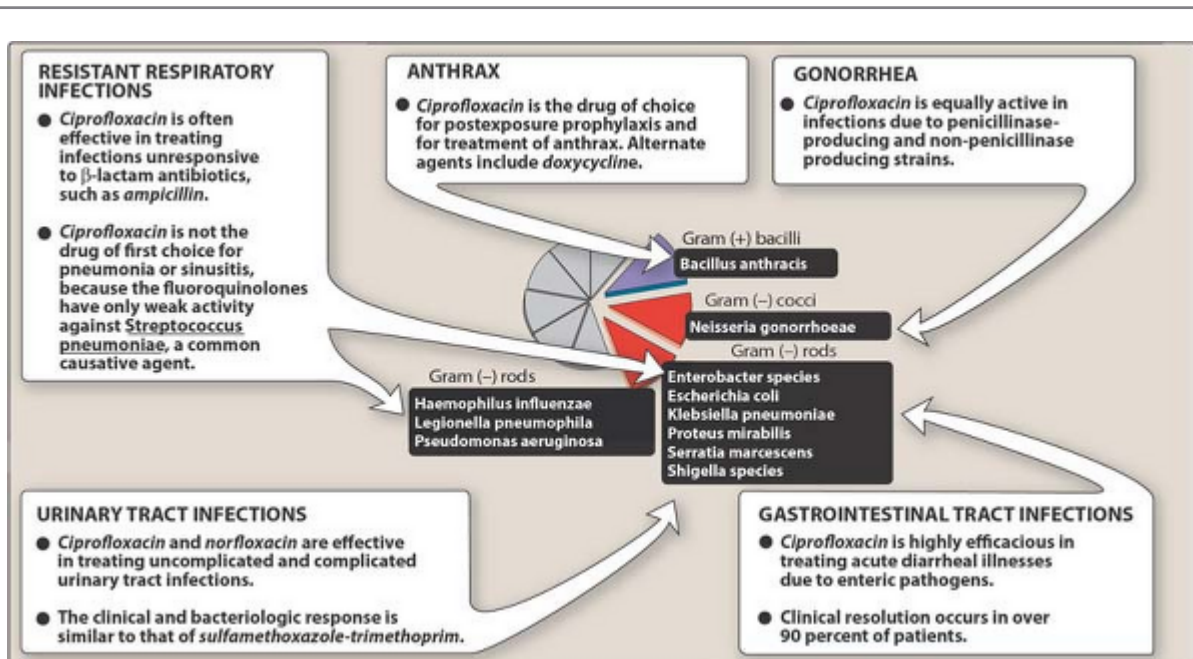 RESISTANT RESPIRATORY
INFECTIONS
● Ciprofloxacin is often
effective in treating
infections unresponsive
to β-lactam antibiotics,
such as ampicillin.
● Ciprofloxacin is not the
drug of first choice for
pneumonia or sinusitis,
because the fluoroquinolones
have only weak activity
against Streptococcus
pneumoniae, a common
causative agent.
ANTHRAX
● Ciprofloxacin is the drug of choice
for postexposure prophylaxis and
for treatment of anthrax. Alternate
agents include doxycycline.
GONORRHEA
● Ciprofloxacin is equally active in
infections due to penicillinase-
producing and non-penicillinase
producing strains.
Gram (+) bacilli
Bacillus anthracis
Gram (−) cocci
Neisseria gonorrhoeae
Gram (−) rods
Enterobacter species
Escherichia coli
Klebsiella pneumoniae
Proteus mirabilis
Serratia marcescens
Shigella species
Gram (−) rods
Haemophilus influenzae
Legionella pneumophila
Pseudomonas aeruginosa
URINARY TRACT INFECTIONS
● Ciprofloxacin and norfloxacin are effective
in treating uncomplicated and complicated
urinary tract infections.
● The clinical and bacteriologic response is
similar to that of sulfamethoxazole-trimethoprim.
GASTROINTESTINAL TRACT INFECTIONS
● Ciprofloxacin is highly efficacious in
treating acute diarrheal illnesses
due to enteric pathogens.
● Clinical resolution occurs in over
90 percent of patients.